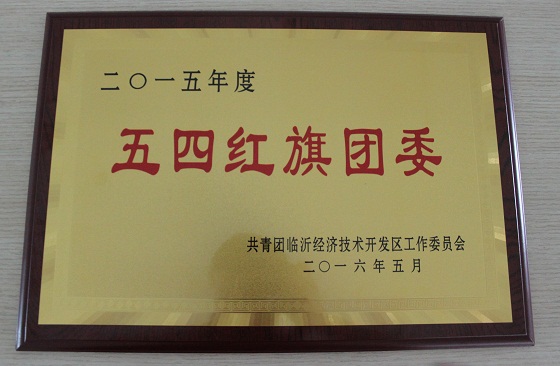 二〇一五年度
五四红旗团委
共青团临沂经济技术开发区工作委员会
二〇一六年五月